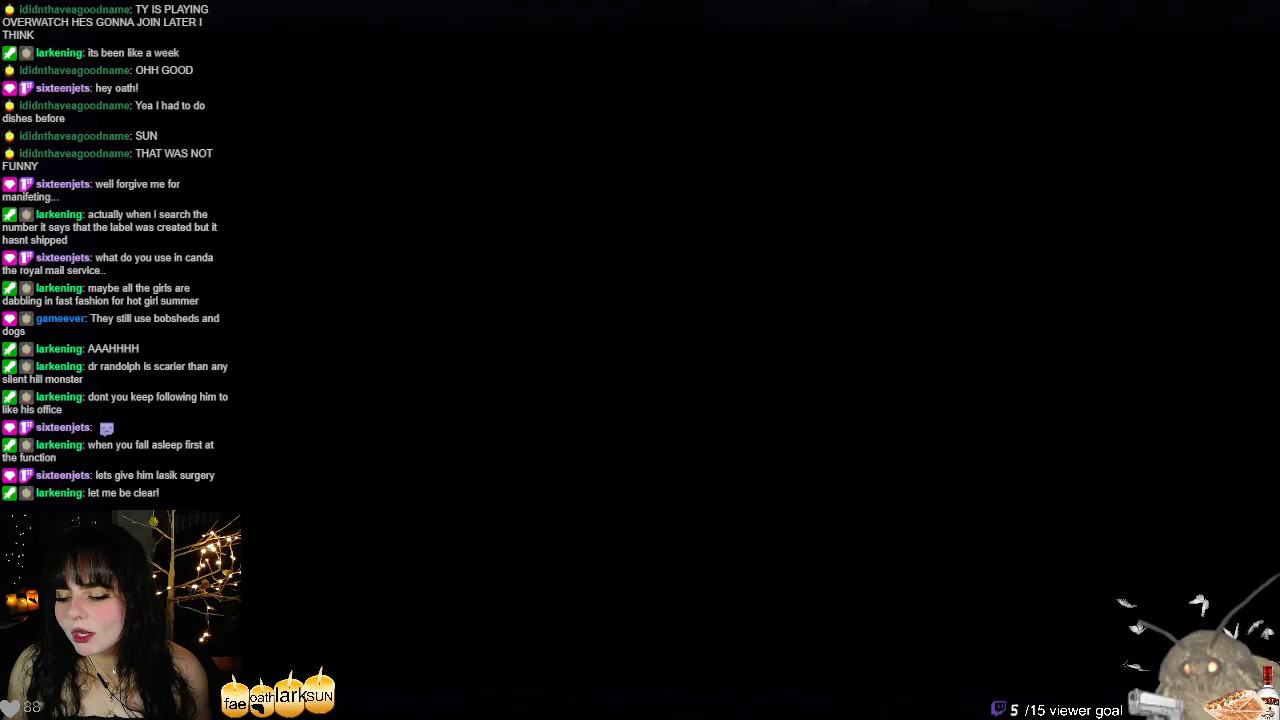 ididnthaveagoodname: TY IS PLAYING
OVERWATCH HES GONNA JOIN LATER I
THINK
larkening: its been like a week
ididnthaveagoodname: OHH GOOD
1ST sixteenjets: hey oath!
ididnthaveagoodname: Yea I had to do
dishes before
ididnthaveagoodname: SUN
ididnthaveagoodname: THAT WAS NOT
FUNNY
1ST sixteenjets: well forgive me for
manifeting...
larkening: actually when i search the
number it says that the label was created but it
hasnt shipped
1ST sixteenjets: what do you use in canda
the royal mail service..
larkening: maybe all the girls are
dabbling in fast fashion for hot girl summer
gameever: They still use bobsheds and
dogs
larkening: AAAHHHH
larkening: dr randolph is scarier than any
silent hill monster
larkening: dont you keep following him to
like his office
1ST sixteenjets:
larkening: when you fall asleep first at
the function
1ST sixteenjets: lets give him lasik surgery
larkening: let me be clear!
88
fae oath lark SUN
5 /15 viewer goal